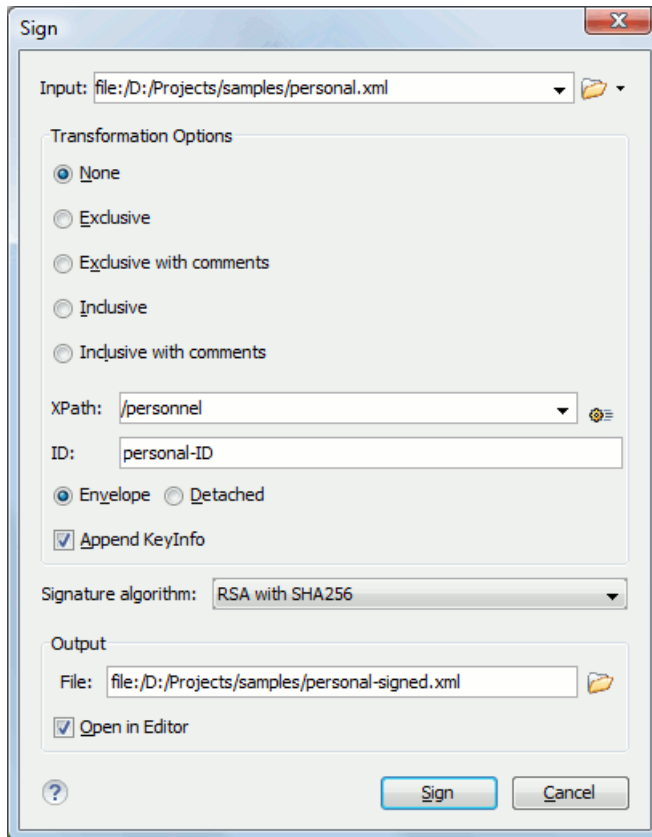 Sign
Input: file:/D:/Projects/samples/personal.xml
Transformation Options
None
Exclusive
Exclusive with comments
Inclusive
Inclusive with comments
XPath: /personnel
ID: personal-ID
Envelope Detached
Append KeyInfo
Signature algorithm: RSA with SHA256
Output
File: file:/D:/Projects/samples/personal-signed.xml
Open in Editor
? Sign Cancel